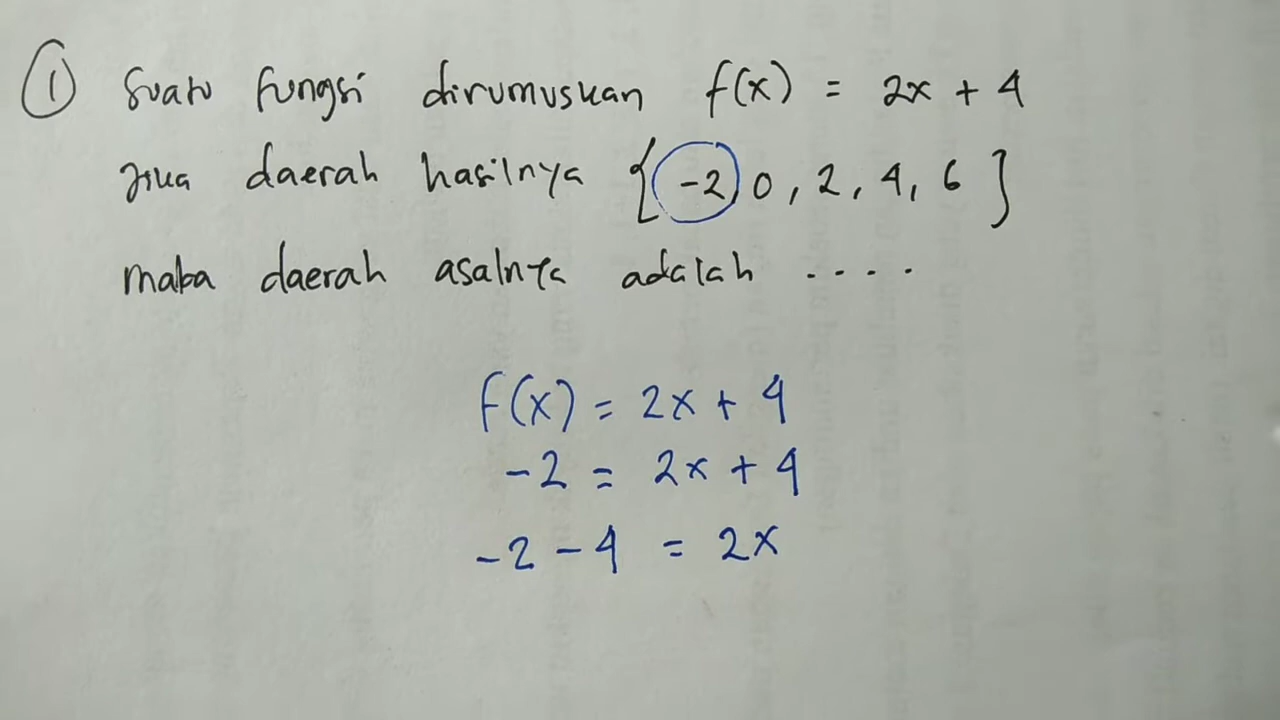 ① Suatu fungsi dirumuskan f(x) = 2x + 4
jika daerah hasilnya {-2, 0, 2, 4, 6}
maka daerah asalnya adalah ....
f(x) = 2x + 4
-2 = 2x + 4
-2 - 4 = 2x